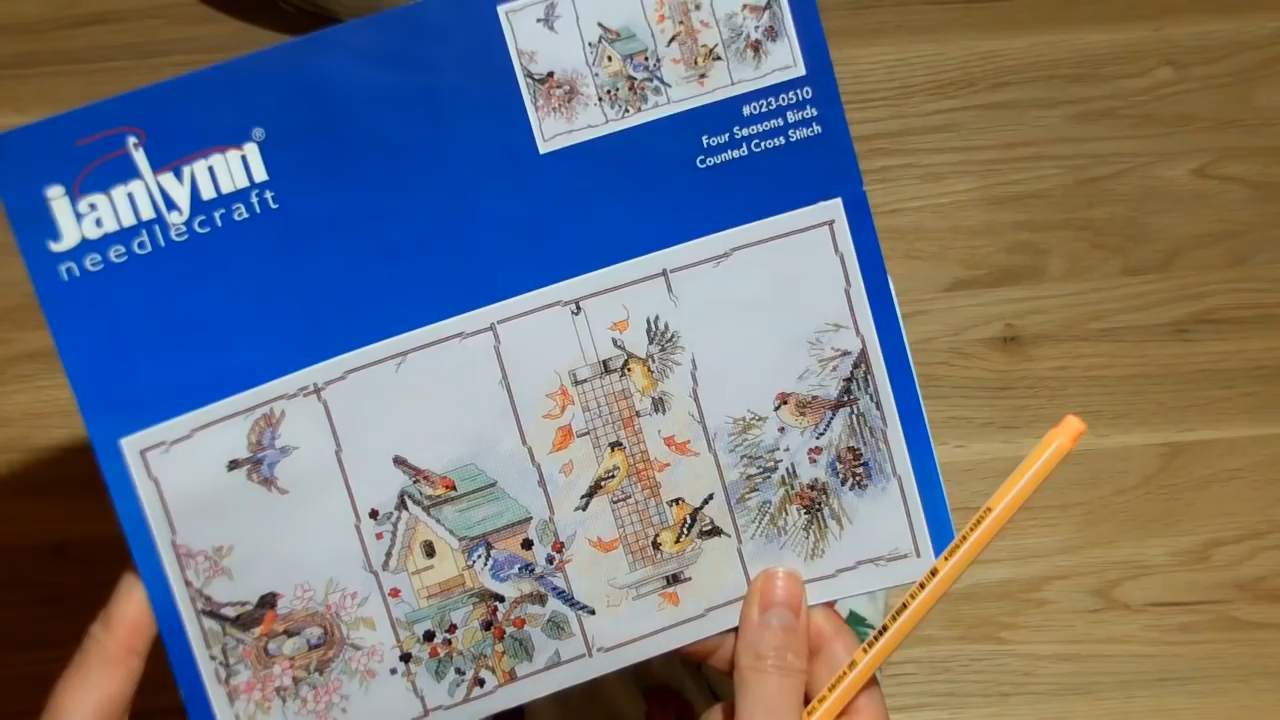 janlynn®
needlecraft
#023-0510
Four Seasons Birds
Counted Cross Stitch